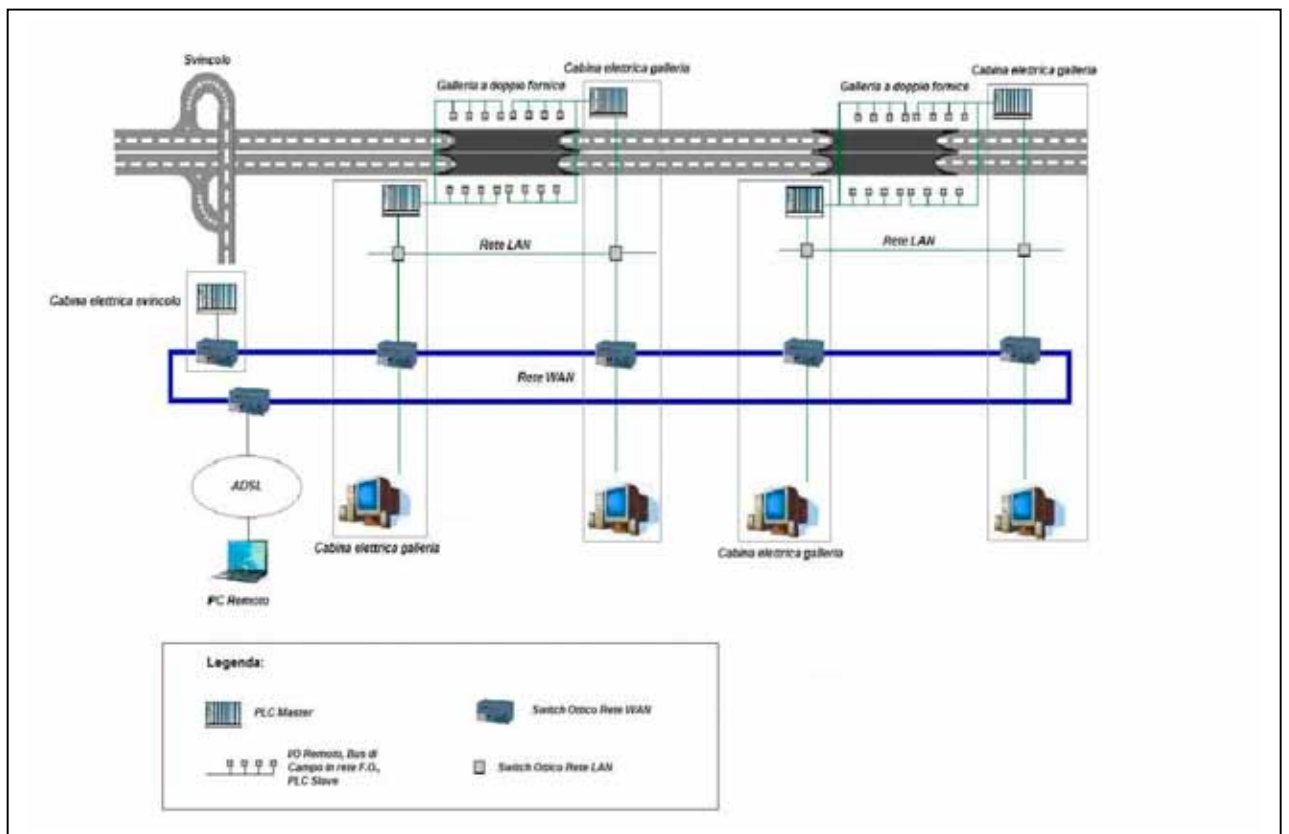 Svincolo
Cabina elettrica galleria
Cabina elettrica galleria
Galleria a doppio fornice
Galleria a doppio fornice
Rete LAN
Rete LAN
Cabina elettrica svincolo
Rete WAN
ADSL
Cabina elettrica galleria
Cabina elettrica galleria
PC Remoto
Legenda:
PLC Master
Switch Ottico Rete WAN
I/O Remoto, Bus di
Campo in rete F.O.,
PLC Slave
Switch Ottico Rete LAN